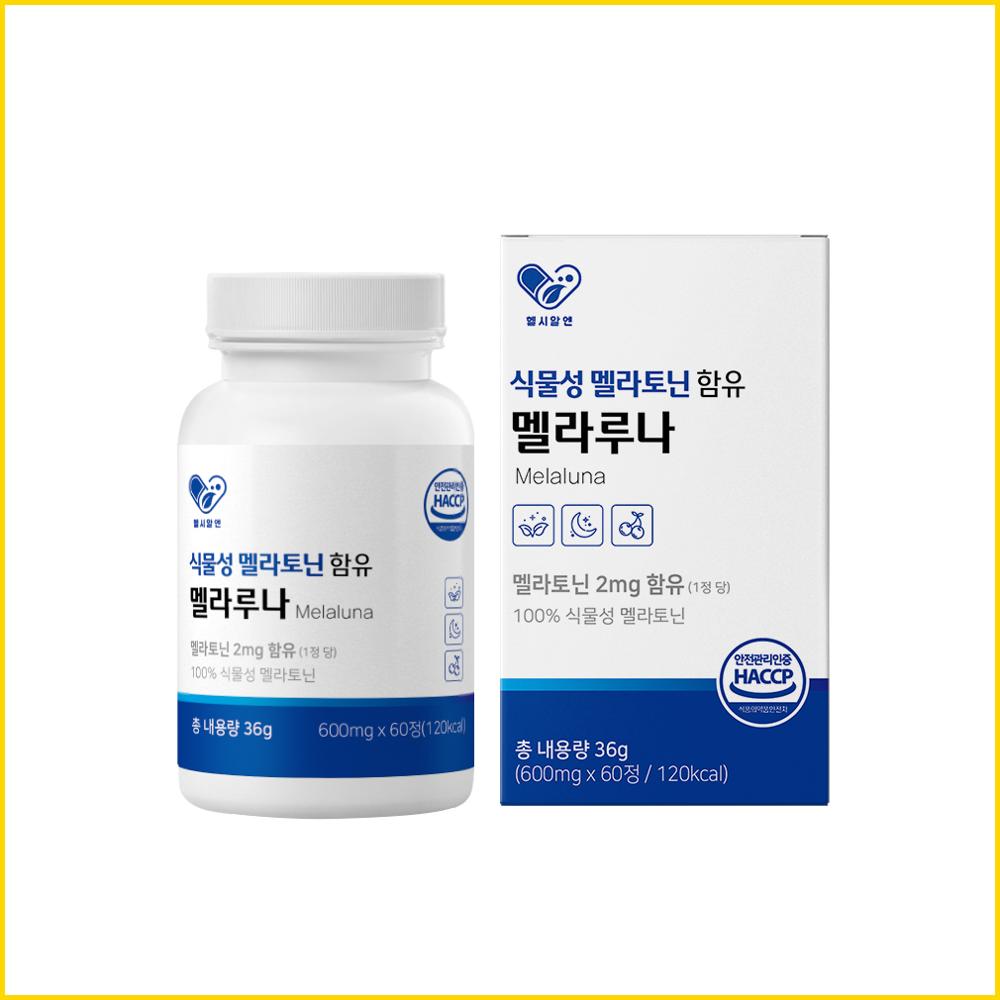 헬시알엔
안전관리인증
HACCP
식물성 멜라토닌 함유
멜라루나 Melaluna
멜라토닌 2mg 함유 (1정 당)
100% 식물성 멜라토닌
총 내용량 36g 600mg x 60정(120kcal)
헬시알엔
식물성 멜라토닌 함유
멜라루나
Melaluna
멜라토닌 2mg 함유 (1정 당)
100% 식물성 멜라토닌
안전관리인증
HACCP
식품의약품안전처
총 내용량 36g
(600mg x 60정 / 120kcal)